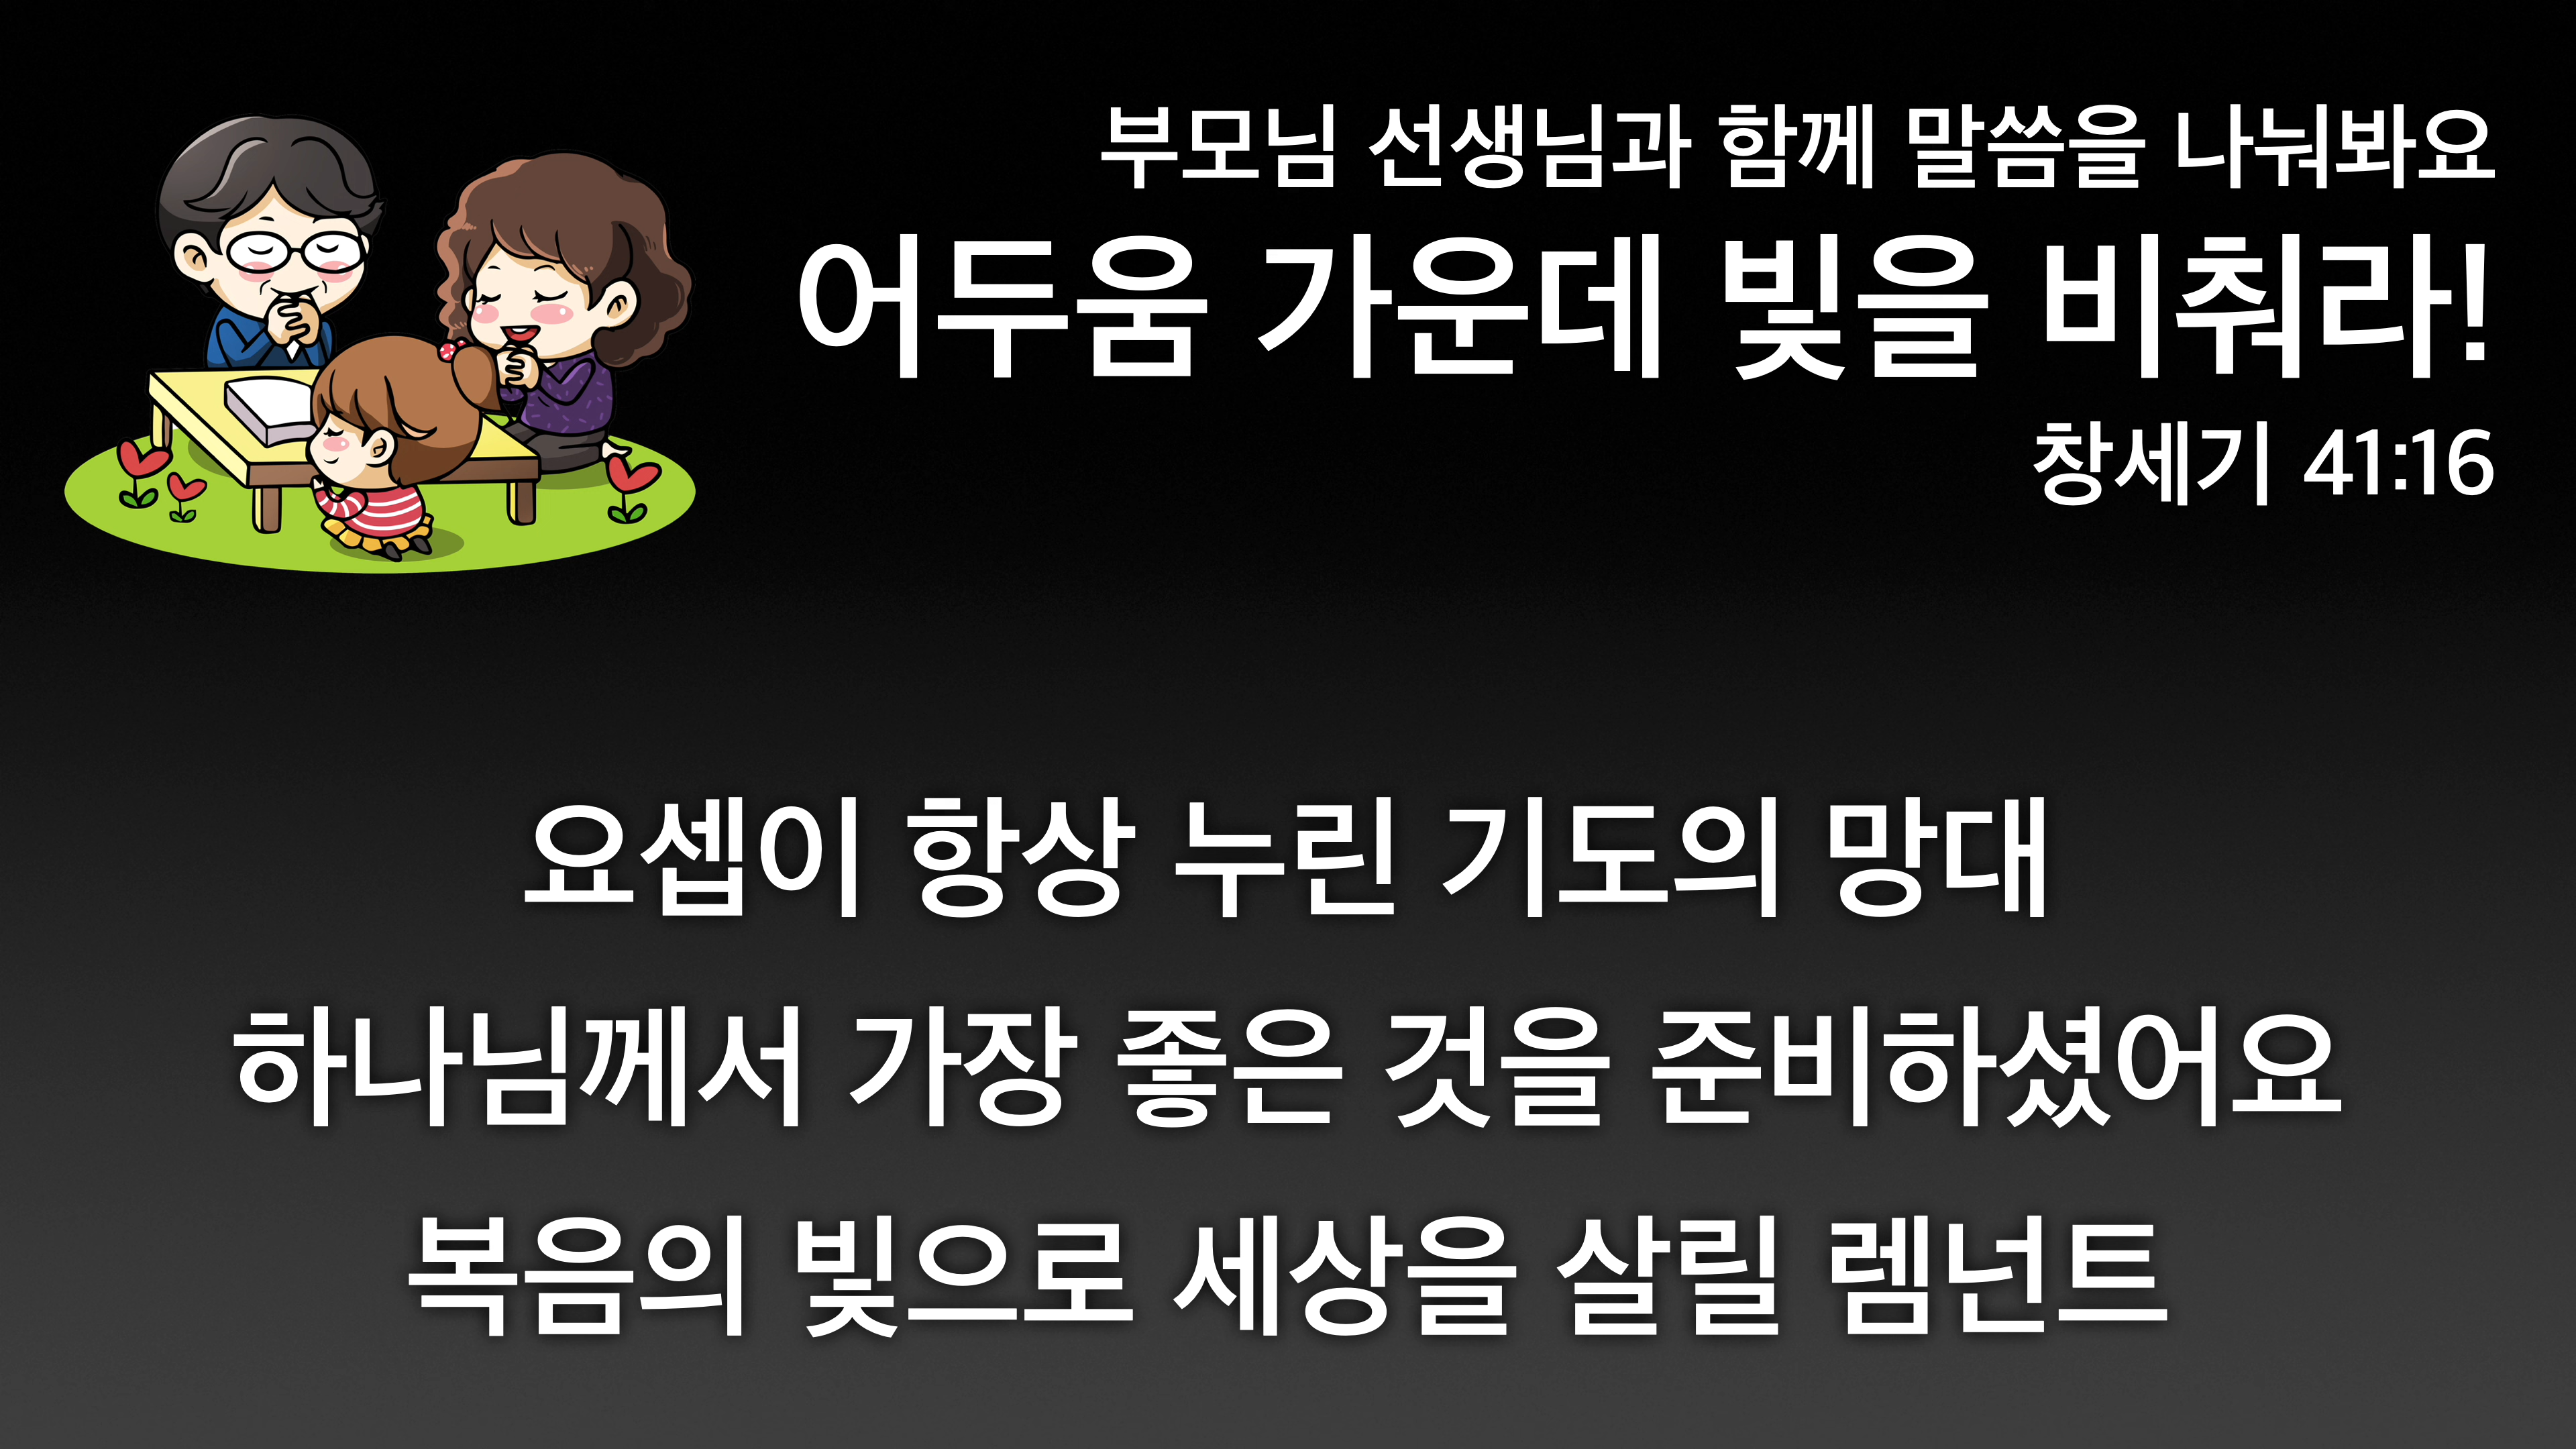 부모님 선생님과 함께 말씀을 나눠봐요
어두움 가운데 빛을 비춰라!
창세기 41:16
요셉이 항상 누린 기도의 망대
하나님께서 가장 좋은 것을 준비하셨어요
복음의 빛으로 세상을 살릴 렘넌트